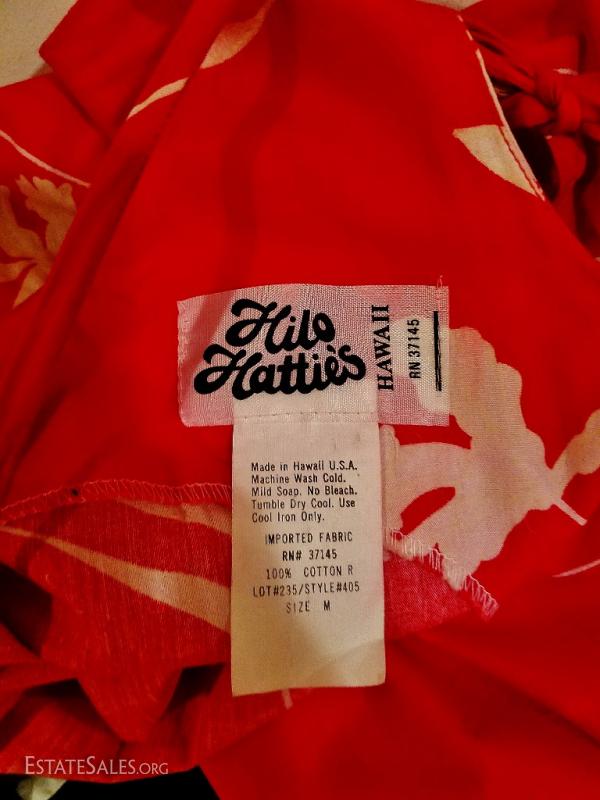 Hilo
Hattie's
HAWAII
RN 37145
Made in Hawaii U.S.A.
Machine Wash Cold.
Mild Soap. No Bleach.
Tumble Dry Cool. Use
Cool Iron Only.
IMPORTED FABRIC
RN# 37145
100% COTTON R
LOT#235/STYLE#405
SIZE M
ESTATESALES.ORG